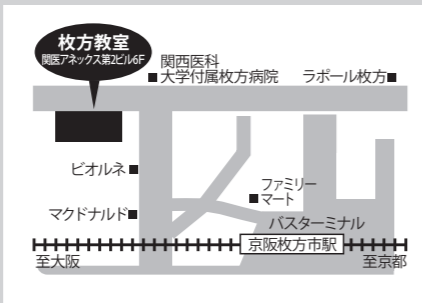 枚方教室
関医アネックス第2ビル6F
関西医科
大学付属枚方病院
ラポール枚方
ビオルネ
ファミリー
マート
マクドナルド
バスターミナル
京阪枚方市駅
至大阪
至京都